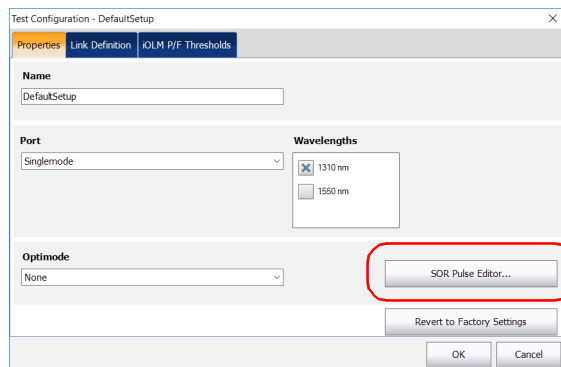 Test Configuration - DefaultSetup
Properties Link Definition iOLM P/F Thresholds
Name
DefaultSetup
Port Wavelengths
Singlemode
1310 nm
1550 nm
Optimode
None
SOR Pulse Editor...
Revert to Factory Settings
OK Cancel